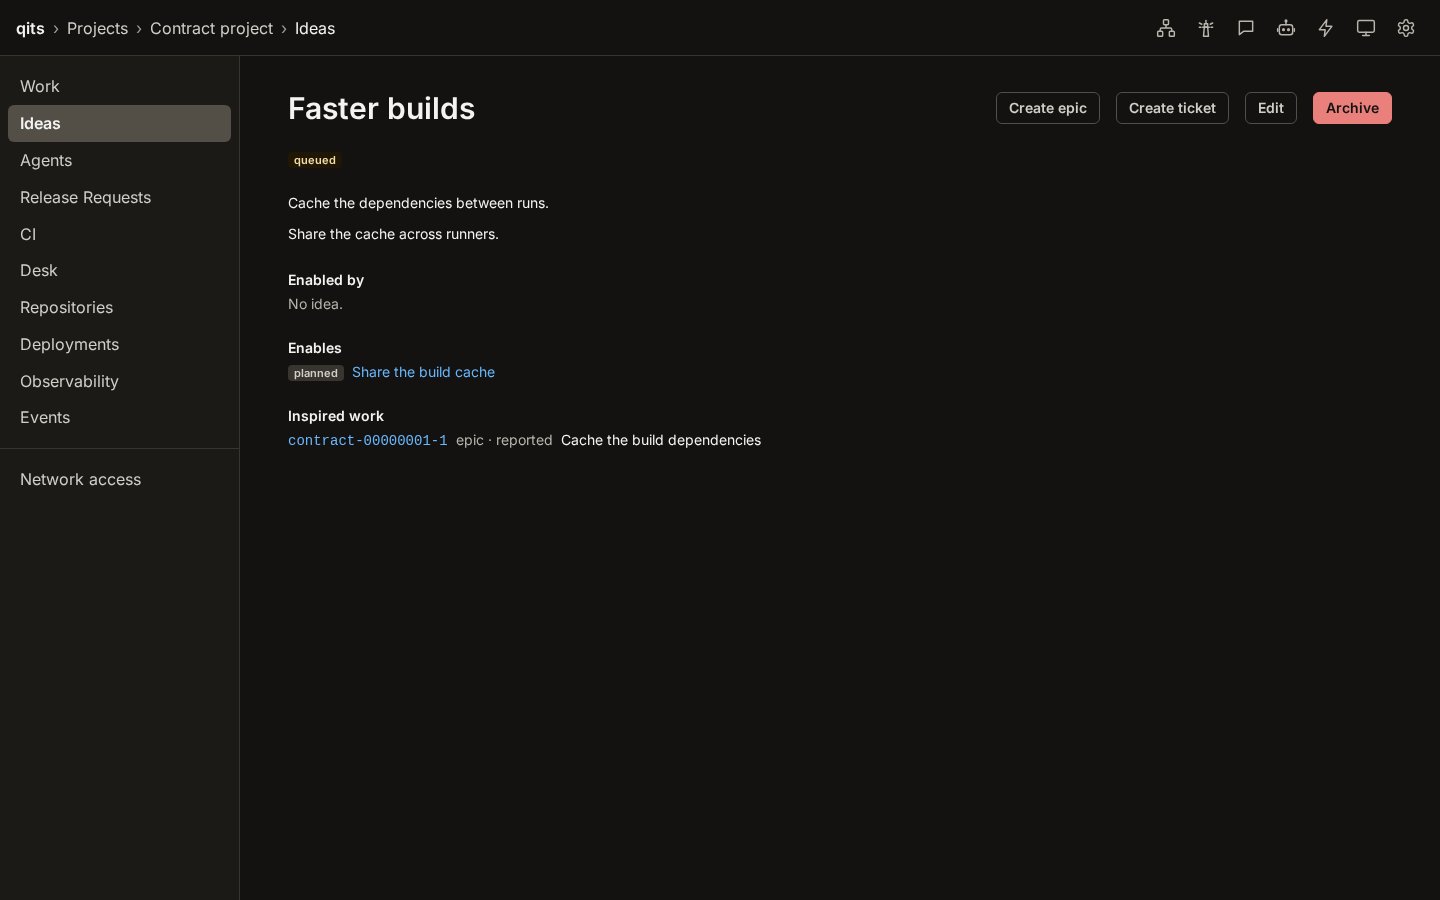 qits › Projects › Contract project › Ideas
Work
Ideas
Agents
Release Requests
CI
Desk
Repositories
Deployments
Observability
Events
Network access
Faster builds
Create epic
Create ticket
Edit
Archive
queued
Cache the dependencies between runs.
Share the cache across runners.
Enabled by
No idea.
Enables
planned Share the build cache
Inspired work
contract-00000001-1 epic · reported Cache the build dependencies